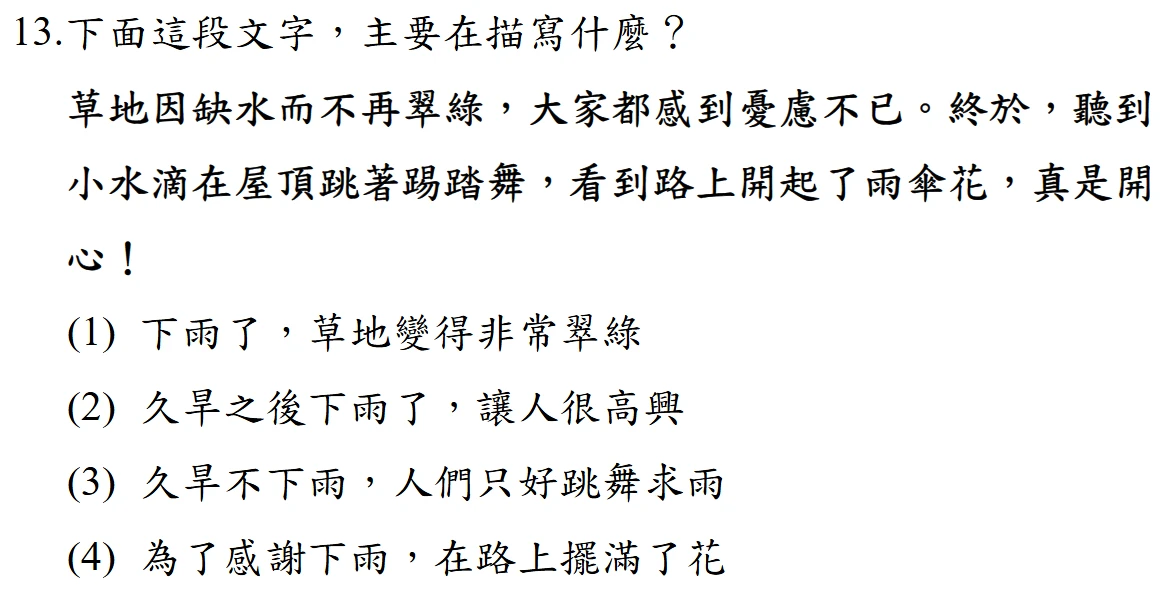 13.下面這段文字，主要在描寫什麼？
草地因缺水而不再翠綠，大家都感到憂慮不已。終於，聽到
小水滴在屋頂跳著踢踏舞，看到路上開起了雨傘花，真是開
心！
(1) 下雨了，草地變得非常翠綠
(2) 久旱之後下雨了，讓人很高興
(3) 久旱不下雨，人們只好跳舞求雨
(4) 為了感謝下雨，在路上擺滿了花